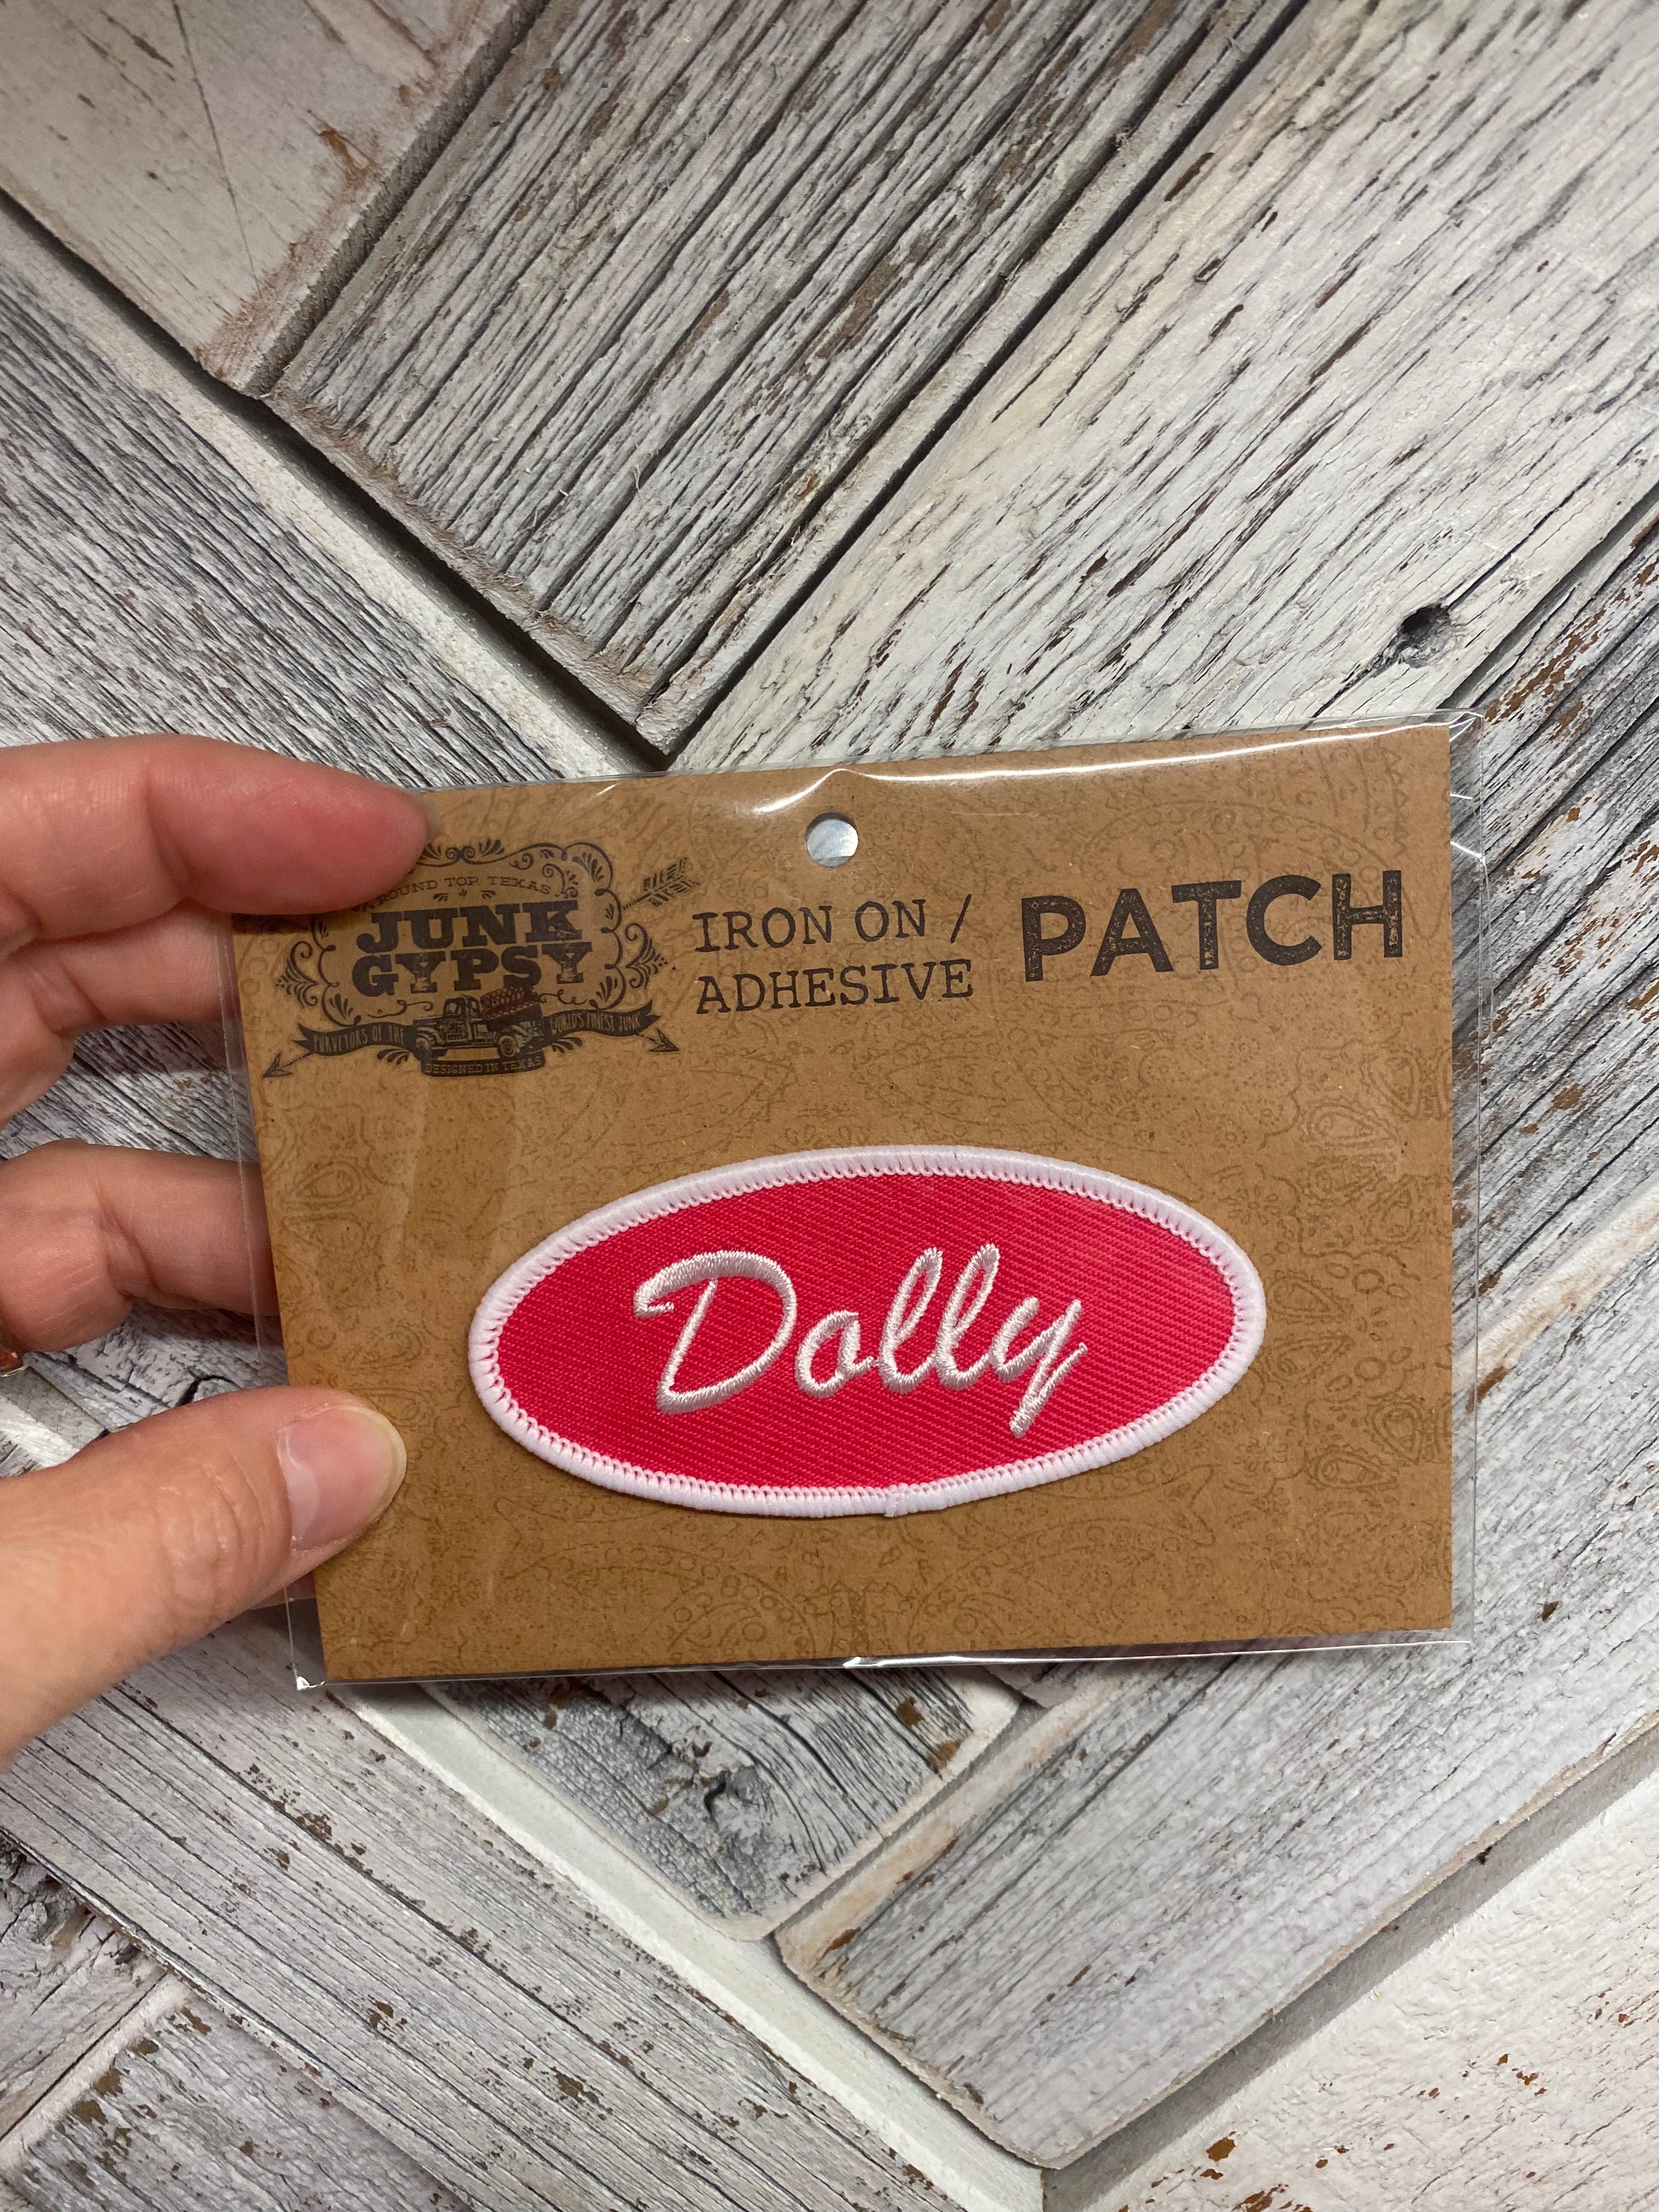 ROUND TOP, TEXAS
JUNK
GYPSY
PURVEYORS OF THE WORLD'S FINEST JUNK
DESIGNED IN TEXAS
IRON ON /
ADHESIVE
PATCH
Dolly